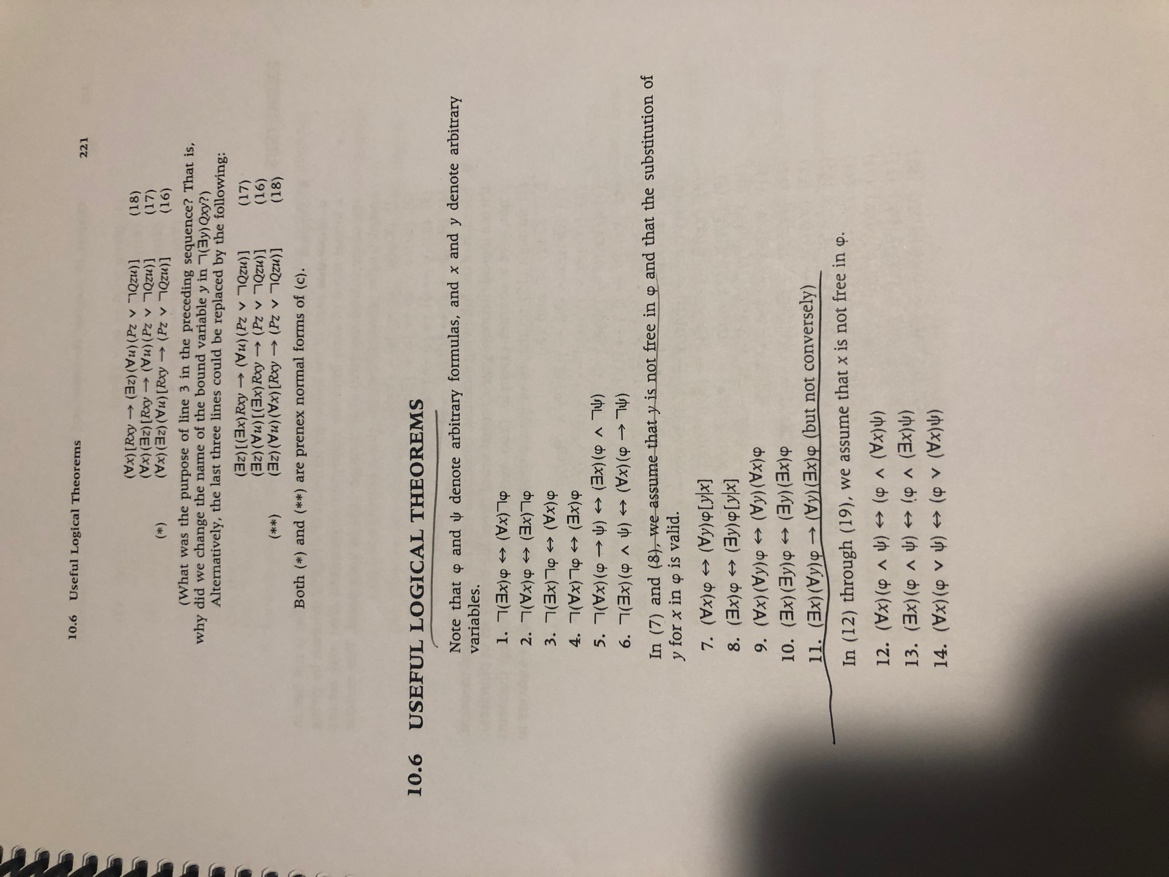 10.6 Useful Logical Theorems 221
(∀x)[Rxy → (∃z)(∀u)(Pz ∨ ¬Qzu)] (18)
(∀x)(∃z)[Rxy → (∀u)(Pz ∨ ¬Qzu)] (17)
(*) (∀x)(∃z)(∀u)[Rxy → (Pz ∨ ¬Qzu)] (16)
(What was the purpose of line 3 in the preceding sequence? That is,
why did we change the name of the bound variable y in ¬(∃y)Qxy?)
Alternatively, the last three lines could be replaced by the following:
(∃z)[(∃x)Rxy → (∀u)(Pz ∨ ¬Qzu)] (17)
(∃z)(∀u)[(∃x)Rxy → (Pz ∨ ¬Qzu)] (16)
(**) (∃z)(∀u)(∀x)[Rxy → (Pz ∨ ¬Qzu)] (18)
Both (*) and (**) are prenex normal forms of (c).
10.6 USEFUL LOGICAL THEOREMS
Note that φ and ψ denote arbitrary formulas, and x and y denote arbitrary
variables.
1. ¬(∃x)φ ↔ (∀x)¬φ
2. ¬(∀x)φ ↔ (∃x)¬φ
3. ¬(∃x)¬φ ↔ (∀x)φ
4. ¬(∀x)¬φ ↔ (∃x)φ
5. ¬(∀x)(φ → ψ) ↔ (∃x)(φ ∧ ¬ψ)
6. ¬(∃x)(φ ∧ ψ) ↔ (∀x)(φ → ¬ψ)
In (7) and (8), we assume that y is not free in φ and that the substitution of
y for x in φ is valid.
7. (∀x)φ ↔ (∀y)φ[y|x]
8. (∃x)φ ↔ (∃y)φ[y|x]
9. (∀x)(∀y)φ ↔ (∀y)(∀x)φ
10. (∃x)(∃y)φ ↔ (∃y)(∃x)φ
11. (∃x)(∀y)φ → (∀y)(∃x)φ (but not conversely)
In (12) through (19), we assume that x is not free in φ.
12. (∀x)(φ ∧ ψ) ↔ (φ ∧ (∀x)ψ)
13. (∃x)(φ ∧ ψ) ↔ (φ ∧ (∃x)ψ)
14. (∀x)(φ ∨ ψ) ↔ (φ ∨ (∀x)ψ)